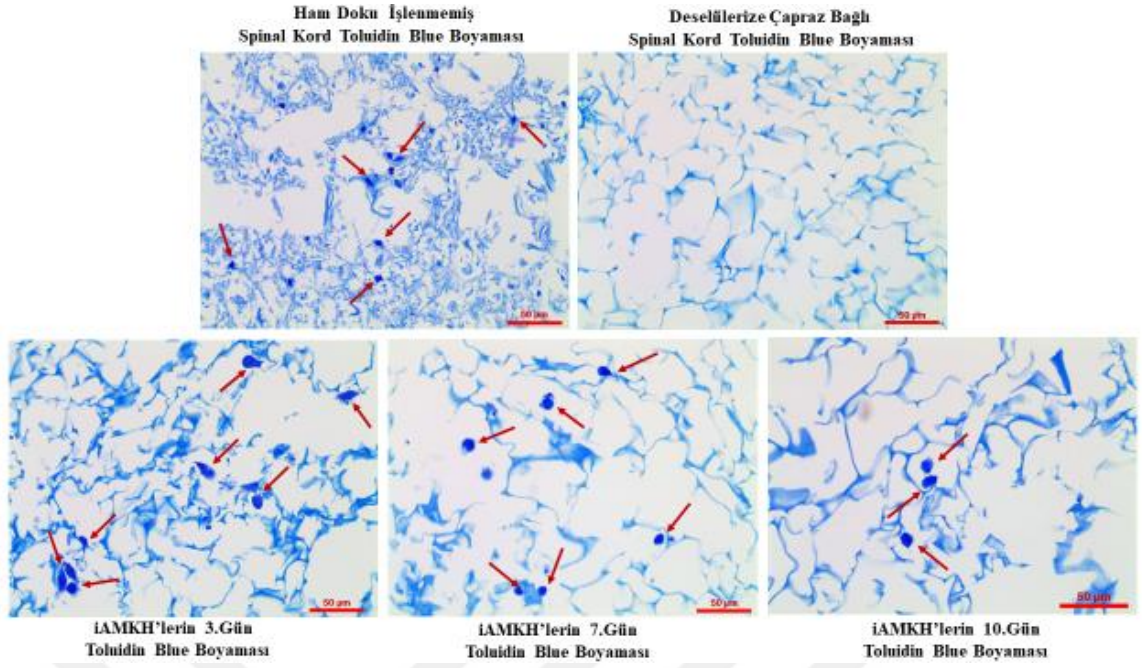 Ham Doku İşlenmemiş
Spinal Kord Toluidin Blue Boyaması
Deselülerize Çapraz Bağlı
Spinal Kord Toluidin Blue Boyaması
50 µm
50 µm
50 µm
50 µm
50 µm
iAMKH'lerin 3.Gün
Toluidin Blue Boyaması
iAMKH'lerin 7.Gün
Toluidin Blue Boyaması
iAMKH'lerin 10.Gün
Toluidin Blue Boyaması